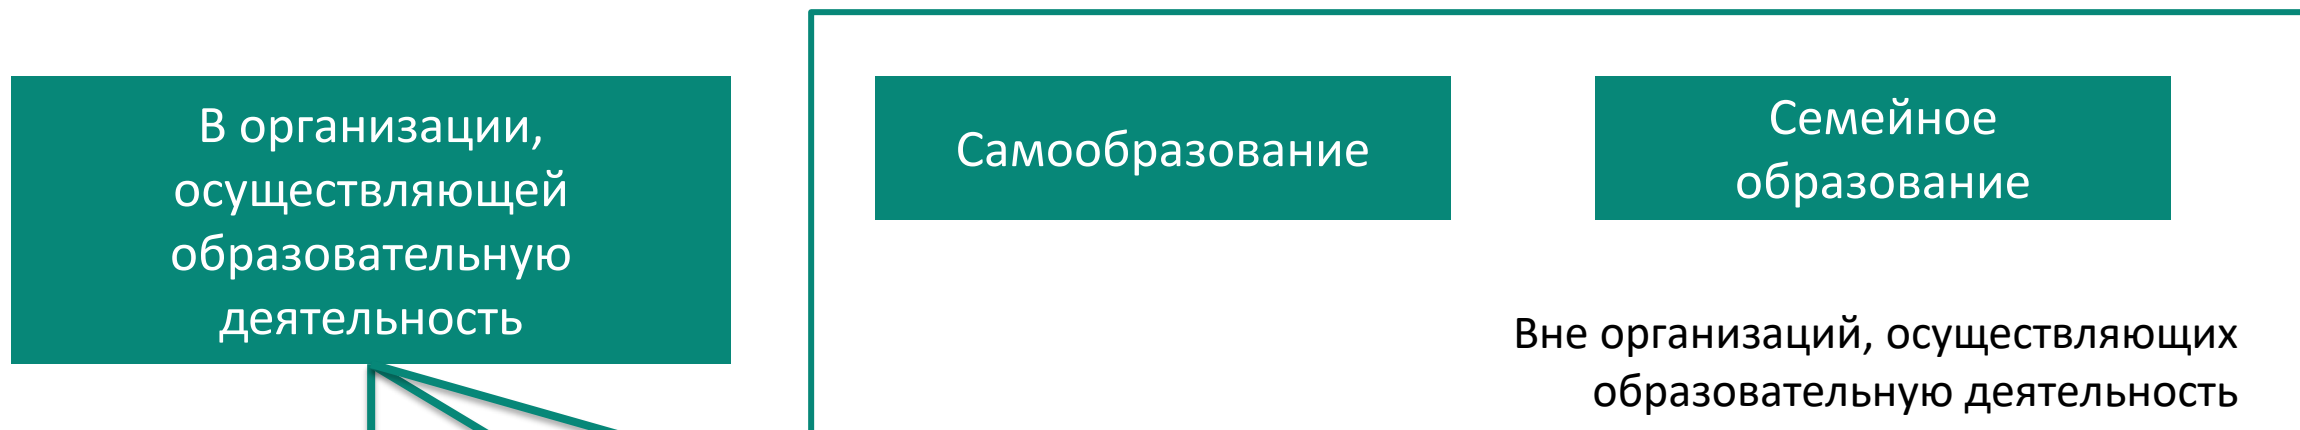 В организации,
осуществляющей
образовательную
деятельность
Самообразование
Семейное
образование
Вне организаций, осуществляющих
образовательную деятельность